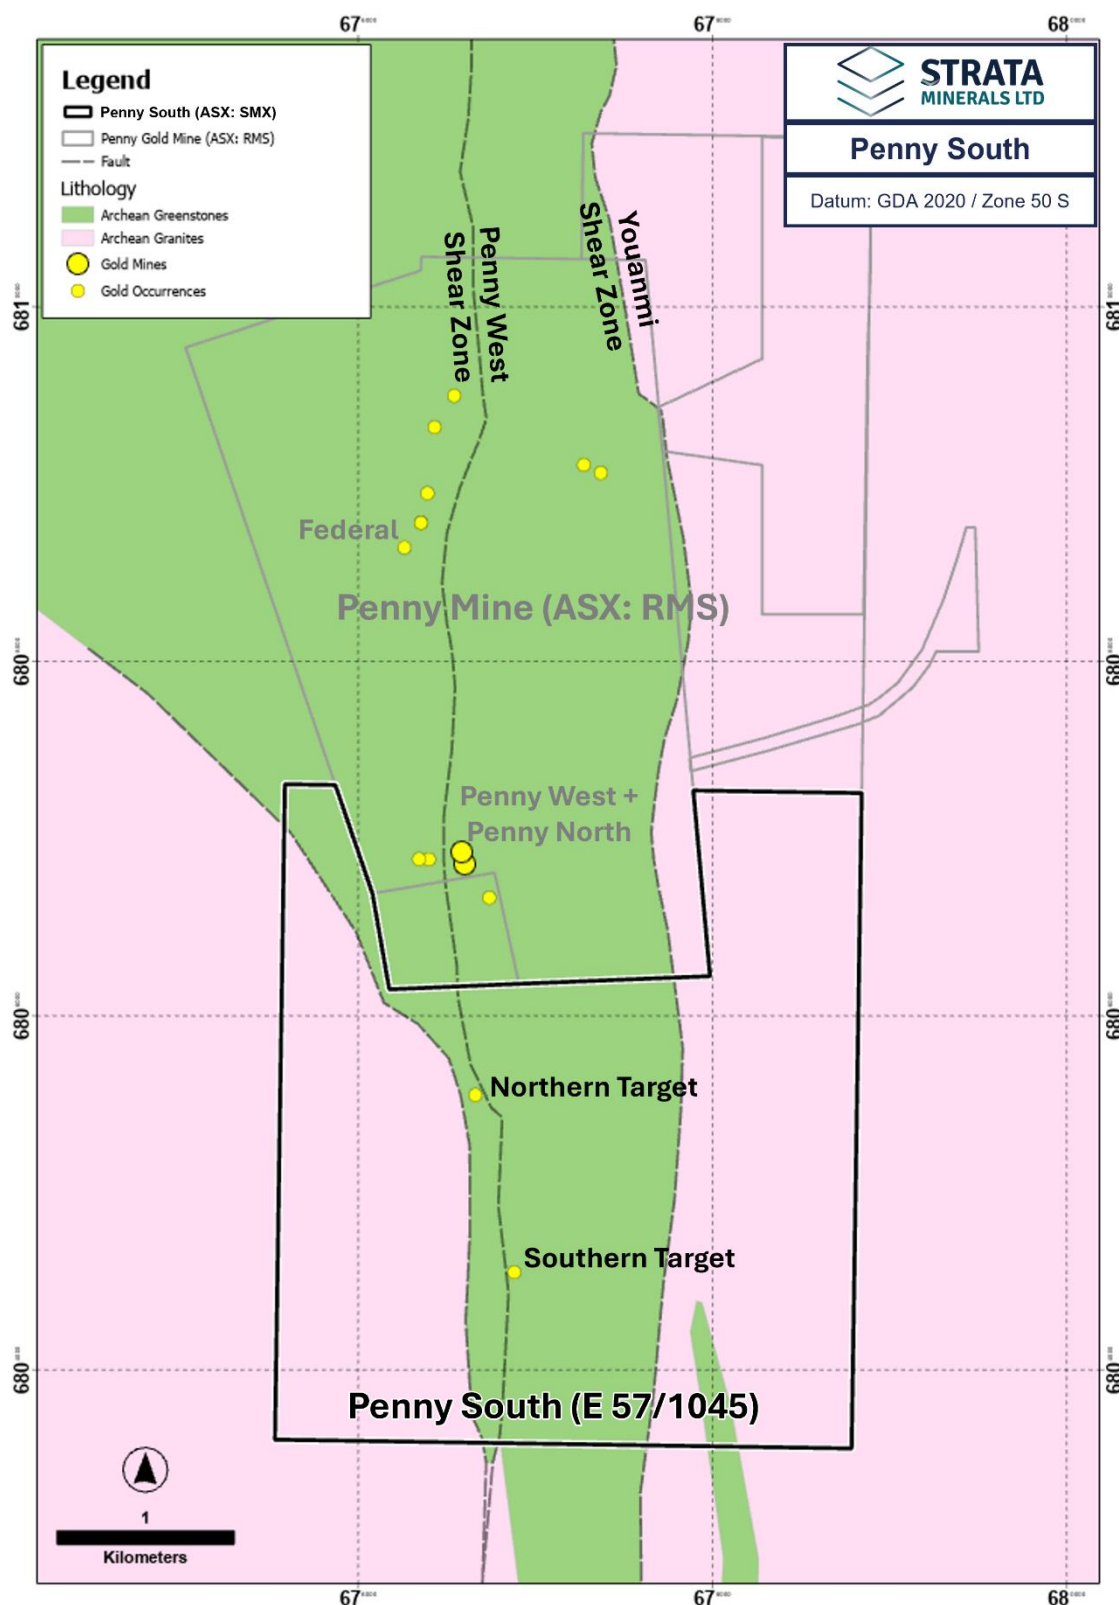 67
67
68
Legend
Penny South (ASX: SMX)
Penny Gold Mine (ASX: RMS)
Fault
Lithology
Archean Greenstones
Archean Granites
Gold Mines
Gold Occurrences
STRATA
MINERALS LTD
Penny South
Datum: GDA 2020 / Zone 50 S
Penny West
Shear Zone
Youanmi
Shear Zone
681
681
Federal
Penny Mine (ASX: RMS)
680
680
Penny West +
Penny North
680
680
Northern Target
Southern Target
680
680
Penny South (E 57/1045)
1
Kilometers
67
67
68